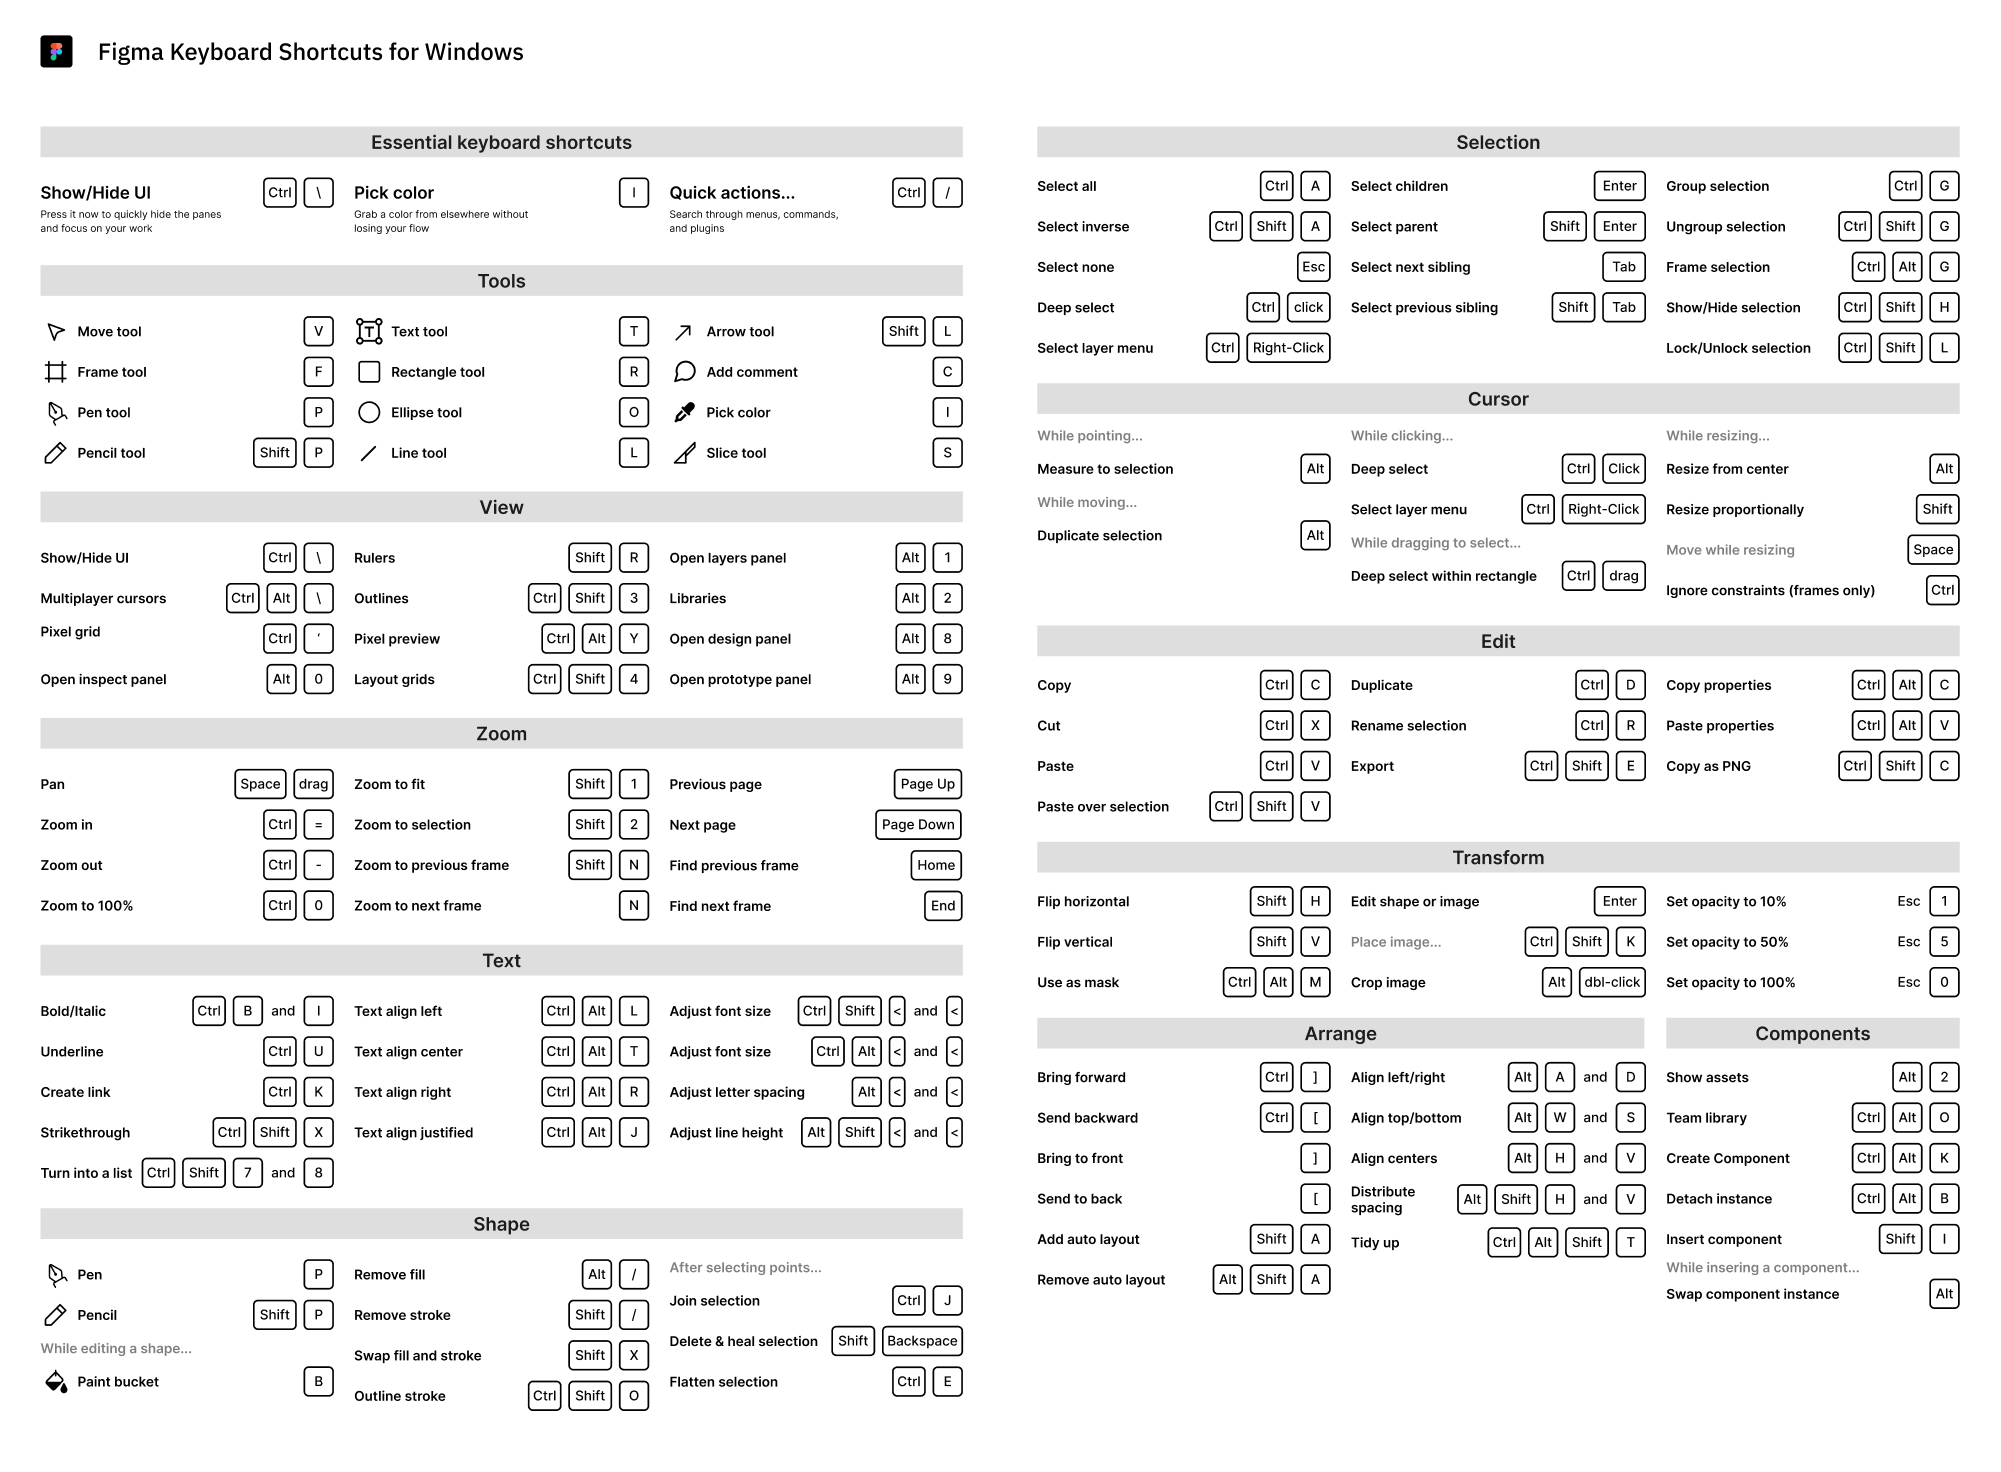 Figma Keyboard Shortcuts for Windows
Essential keyboard shortcuts
Show/Hide UI Ctrl \
Press it now to quickly hide the panes
and focus on your work
Pick color I
Grab a color from elsewhere without
losing your flow
Quick actions... Ctrl /
Search through menus, commands,
and plugins
Tools
Move tool V
Frame tool F
Pen tool P
Pencil tool Shift P
Text tool T
Rectangle tool R
Ellipse tool O
Line tool L
Arrow tool Shift L
Add comment C
Pick color I
Slice tool S
View
Show/Hide UI Ctrl \
Multiplayer cursors Ctrl Alt \
Pixel grid Ctrl ‘
Open inspect panel Alt 0
Rulers Shift R
Outlines Ctrl Shift 3
Pixel preview Ctrl Alt Y
Layout grids Ctrl Shift 4
Open layers panel Alt 1
Libraries Alt 2
Open design panel Alt 8
Open prototype panel Alt 9
Zoom
Pan Space drag
Zoom in Ctrl =
Zoom out Ctrl -
Zoom to 100% Ctrl 0
Zoom to fit Shift 1
Zoom to selection Shift 2
Zoom to previous frame Shift N
Zoom to next frame N
Previous page Page Up
Next page Page Down
Find previous frame Home
Find next frame End
Text
Bold/Italic Ctrl B and I
Underline Ctrl U
Create link Ctrl K
Strikethrough Ctrl Shift X
Turn into a list Ctrl Shift 7 and 8
Text align left Ctrl Alt L
Text align center Ctrl Alt T
Text align right Ctrl Alt R
Text align justified Ctrl Alt J
Adjust font size Ctrl Shift < and <
Adjust font size Ctrl Alt < and <
Adjust letter spacing Alt < and <
Adjust line height Alt Shift < and <
Shape
Pen P
Pencil Shift P
While editing a shape...
Paint bucket B
Remove fill Alt /
Remove stroke Shift /
Swap fill and stroke Shift X
Outline stroke Ctrl Shift O
After selecting points...
Join selection Ctrl J
Delete & heal selection Shift Backspace
Flatten selection Ctrl E
Selection
Select all Ctrl A
Select inverse Ctrl Shift A
Select none Esc
Deep select Ctrl click
Select layer menu Ctrl Right-Click
Select children Enter
Select parent Shift Enter
Select next sibling Tab
Select previous sibling Shift Tab
Group selection Ctrl G
Ungroup selection Ctrl Shift G
Frame selection Ctrl Alt G
Show/Hide selection Ctrl Shift H
Lock/Unlock selection Ctrl Shift L
Cursor
While pointing...
Measure to selection Alt
While moving...
Duplicate selection Alt
While clicking...
Deep select Ctrl Click
Select layer menu Ctrl Right-Click
While dragging to select...
Deep select within rectangle Ctrl drag
While resizing...
Resize from center Alt
Resize proportionally Shift
Move while resizing Space
Ignore constraints (frames only) Ctrl
Edit
Copy Ctrl C
Cut Ctrl X
Paste Ctrl V
Paste over selection Ctrl Shift V
Duplicate Ctrl D
Rename selection Ctrl R
Export Ctrl Shift E
Copy properties Ctrl Alt C
Paste properties Ctrl Alt V
Copy as PNG Ctrl Shift C
Transform
Flip horizontal Shift H
Flip vertical Shift V
Use as mask Ctrl Alt M
Edit shape or image Enter
Place image... Ctrl Shift K
Crop image Alt dbl-click
Set opacity to 10% Esc 1
Set opacity to 50% Esc 5
Set opacity to 100% Esc 0
Arrange
Bring forward Ctrl ]
Send backward Ctrl [
Bring to front ]
Send to back [
Add auto layout Shift A
Remove auto layout Alt Shift A
Align left/right Alt A and D
Align top/bottom Alt W and S
Align centers Alt H and V
Distribute
spacing Alt Shift H and V
Tidy up Ctrl Alt Shift T
Components
Show assets Alt 2
Team library Ctrl Alt O
Create Component Ctrl Alt K
Detach instance Ctrl Alt B
Insert component Shift I
While insering a component...
Swap component instance Alt